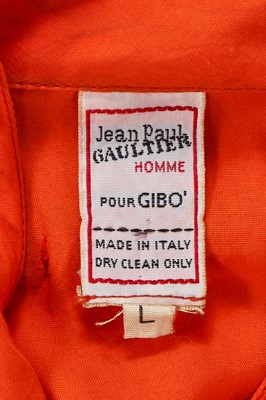 Jean Paul
GAULTIER
HOMME
POUR GIBO'
MADE IN ITALY
DRY CLEAN ONLY
L